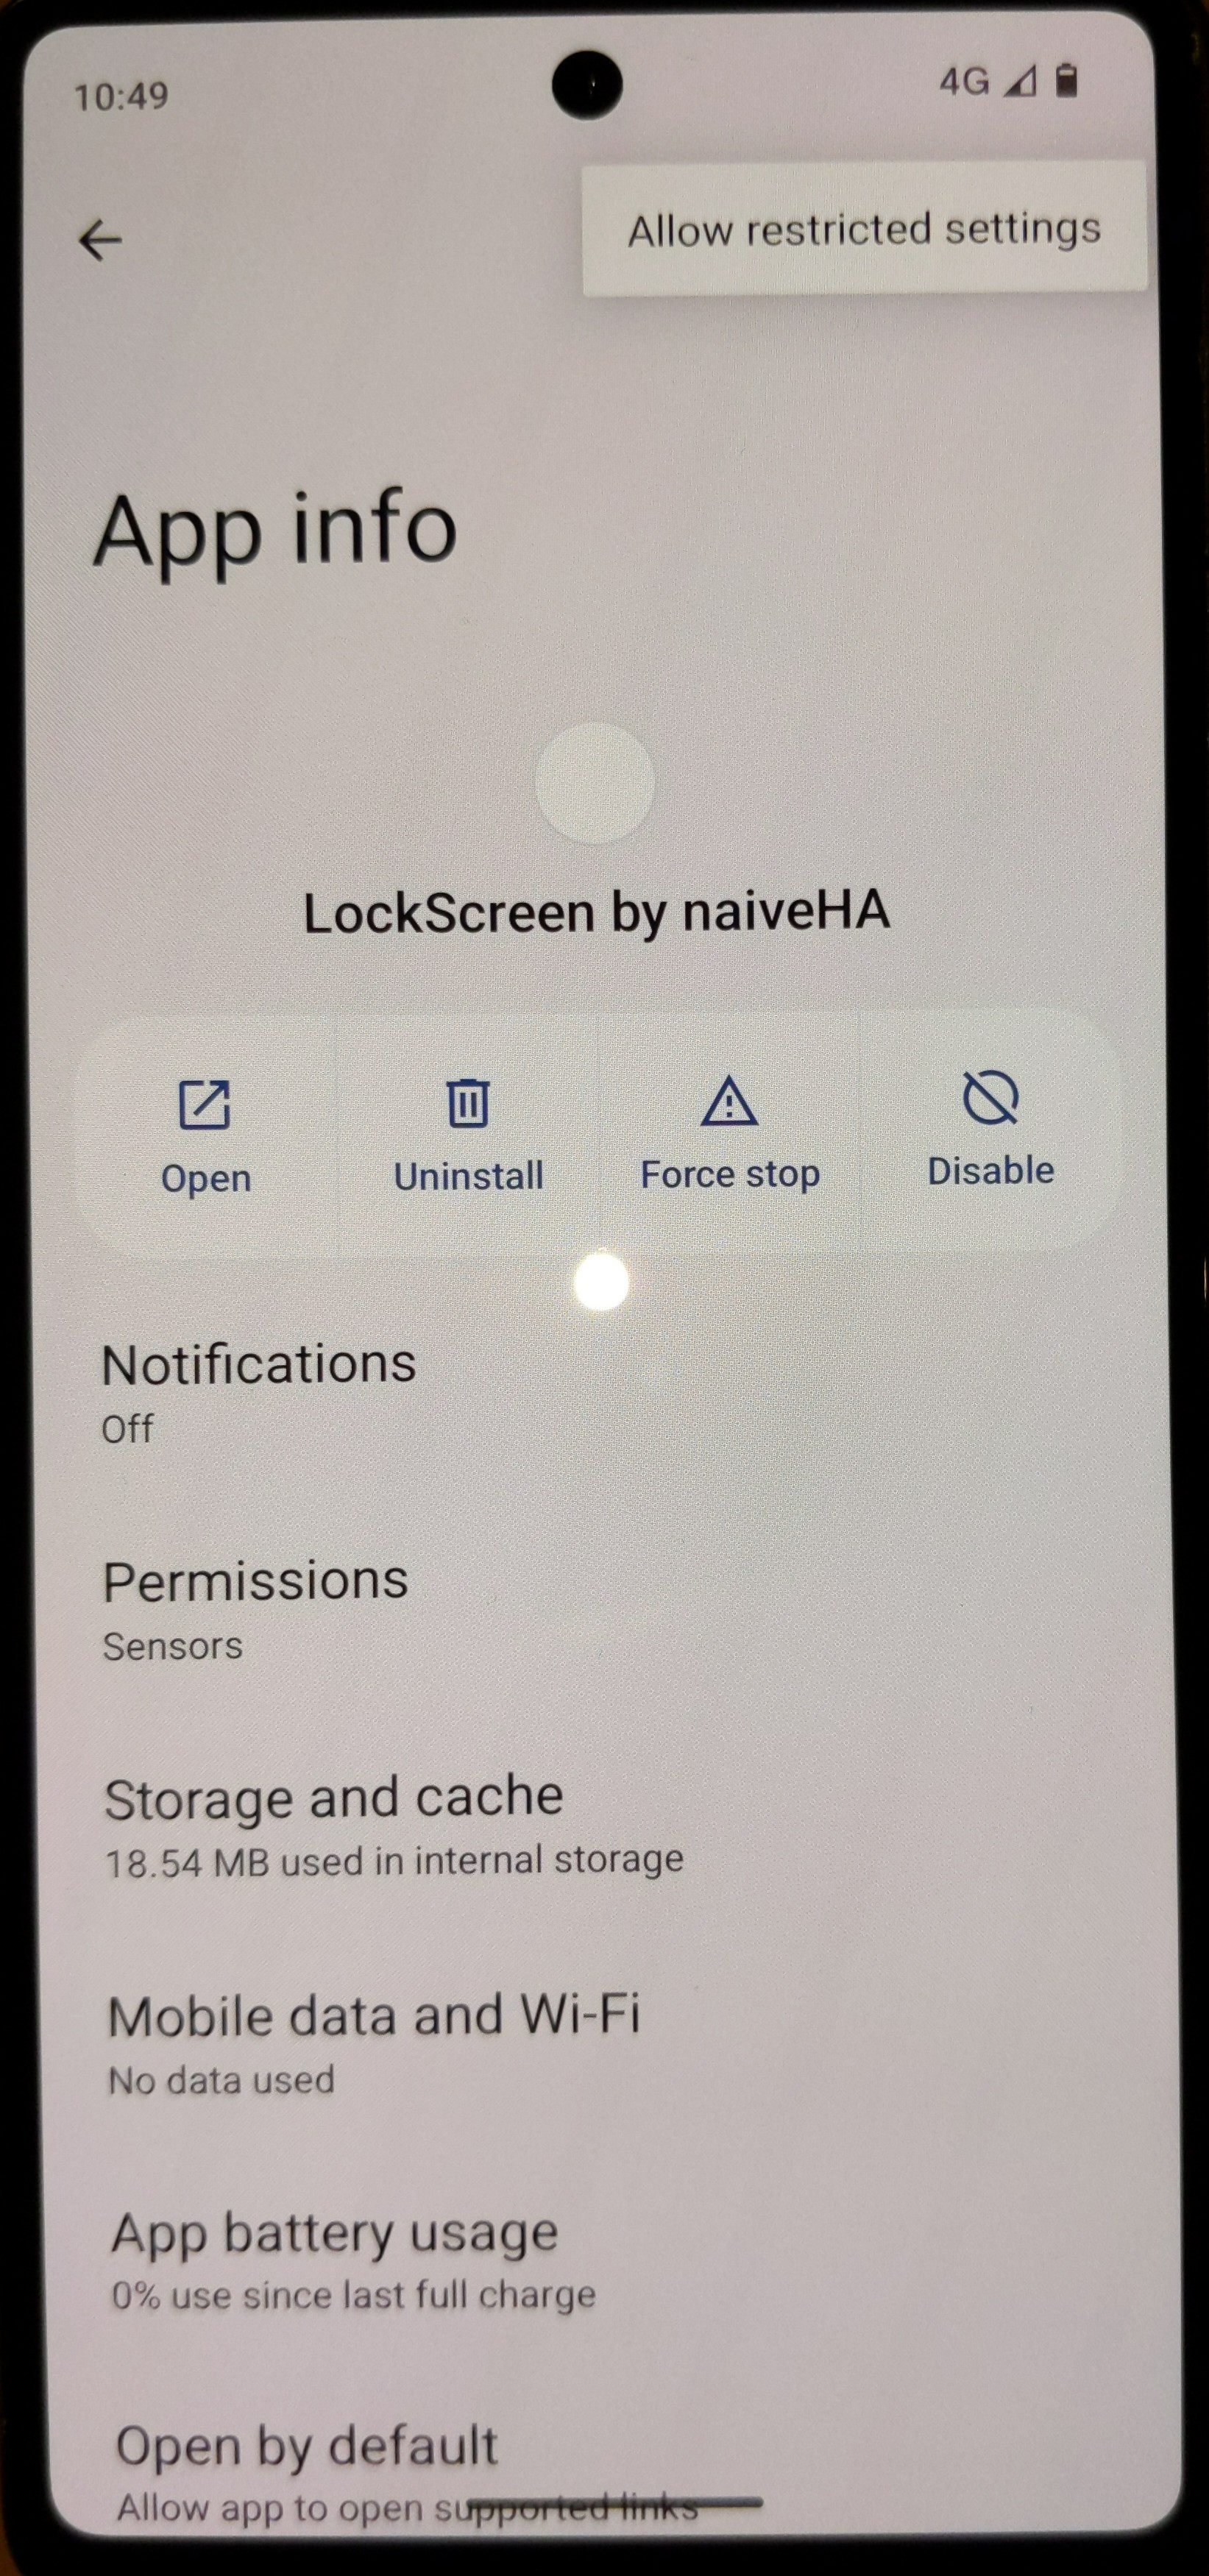 10:49
4G
Allow restricted settings
App info
LockScreen by naiveHA
Open
Uninstall
Force stop
Disable
Notifications
Off
Permissions
Sensors
Storage and cache
18.54 MB used in internal storage
Mobile data and Wi-Fi
No data used
App battery usage
0% use since last full charge
Open by default
Allow app to open supported links